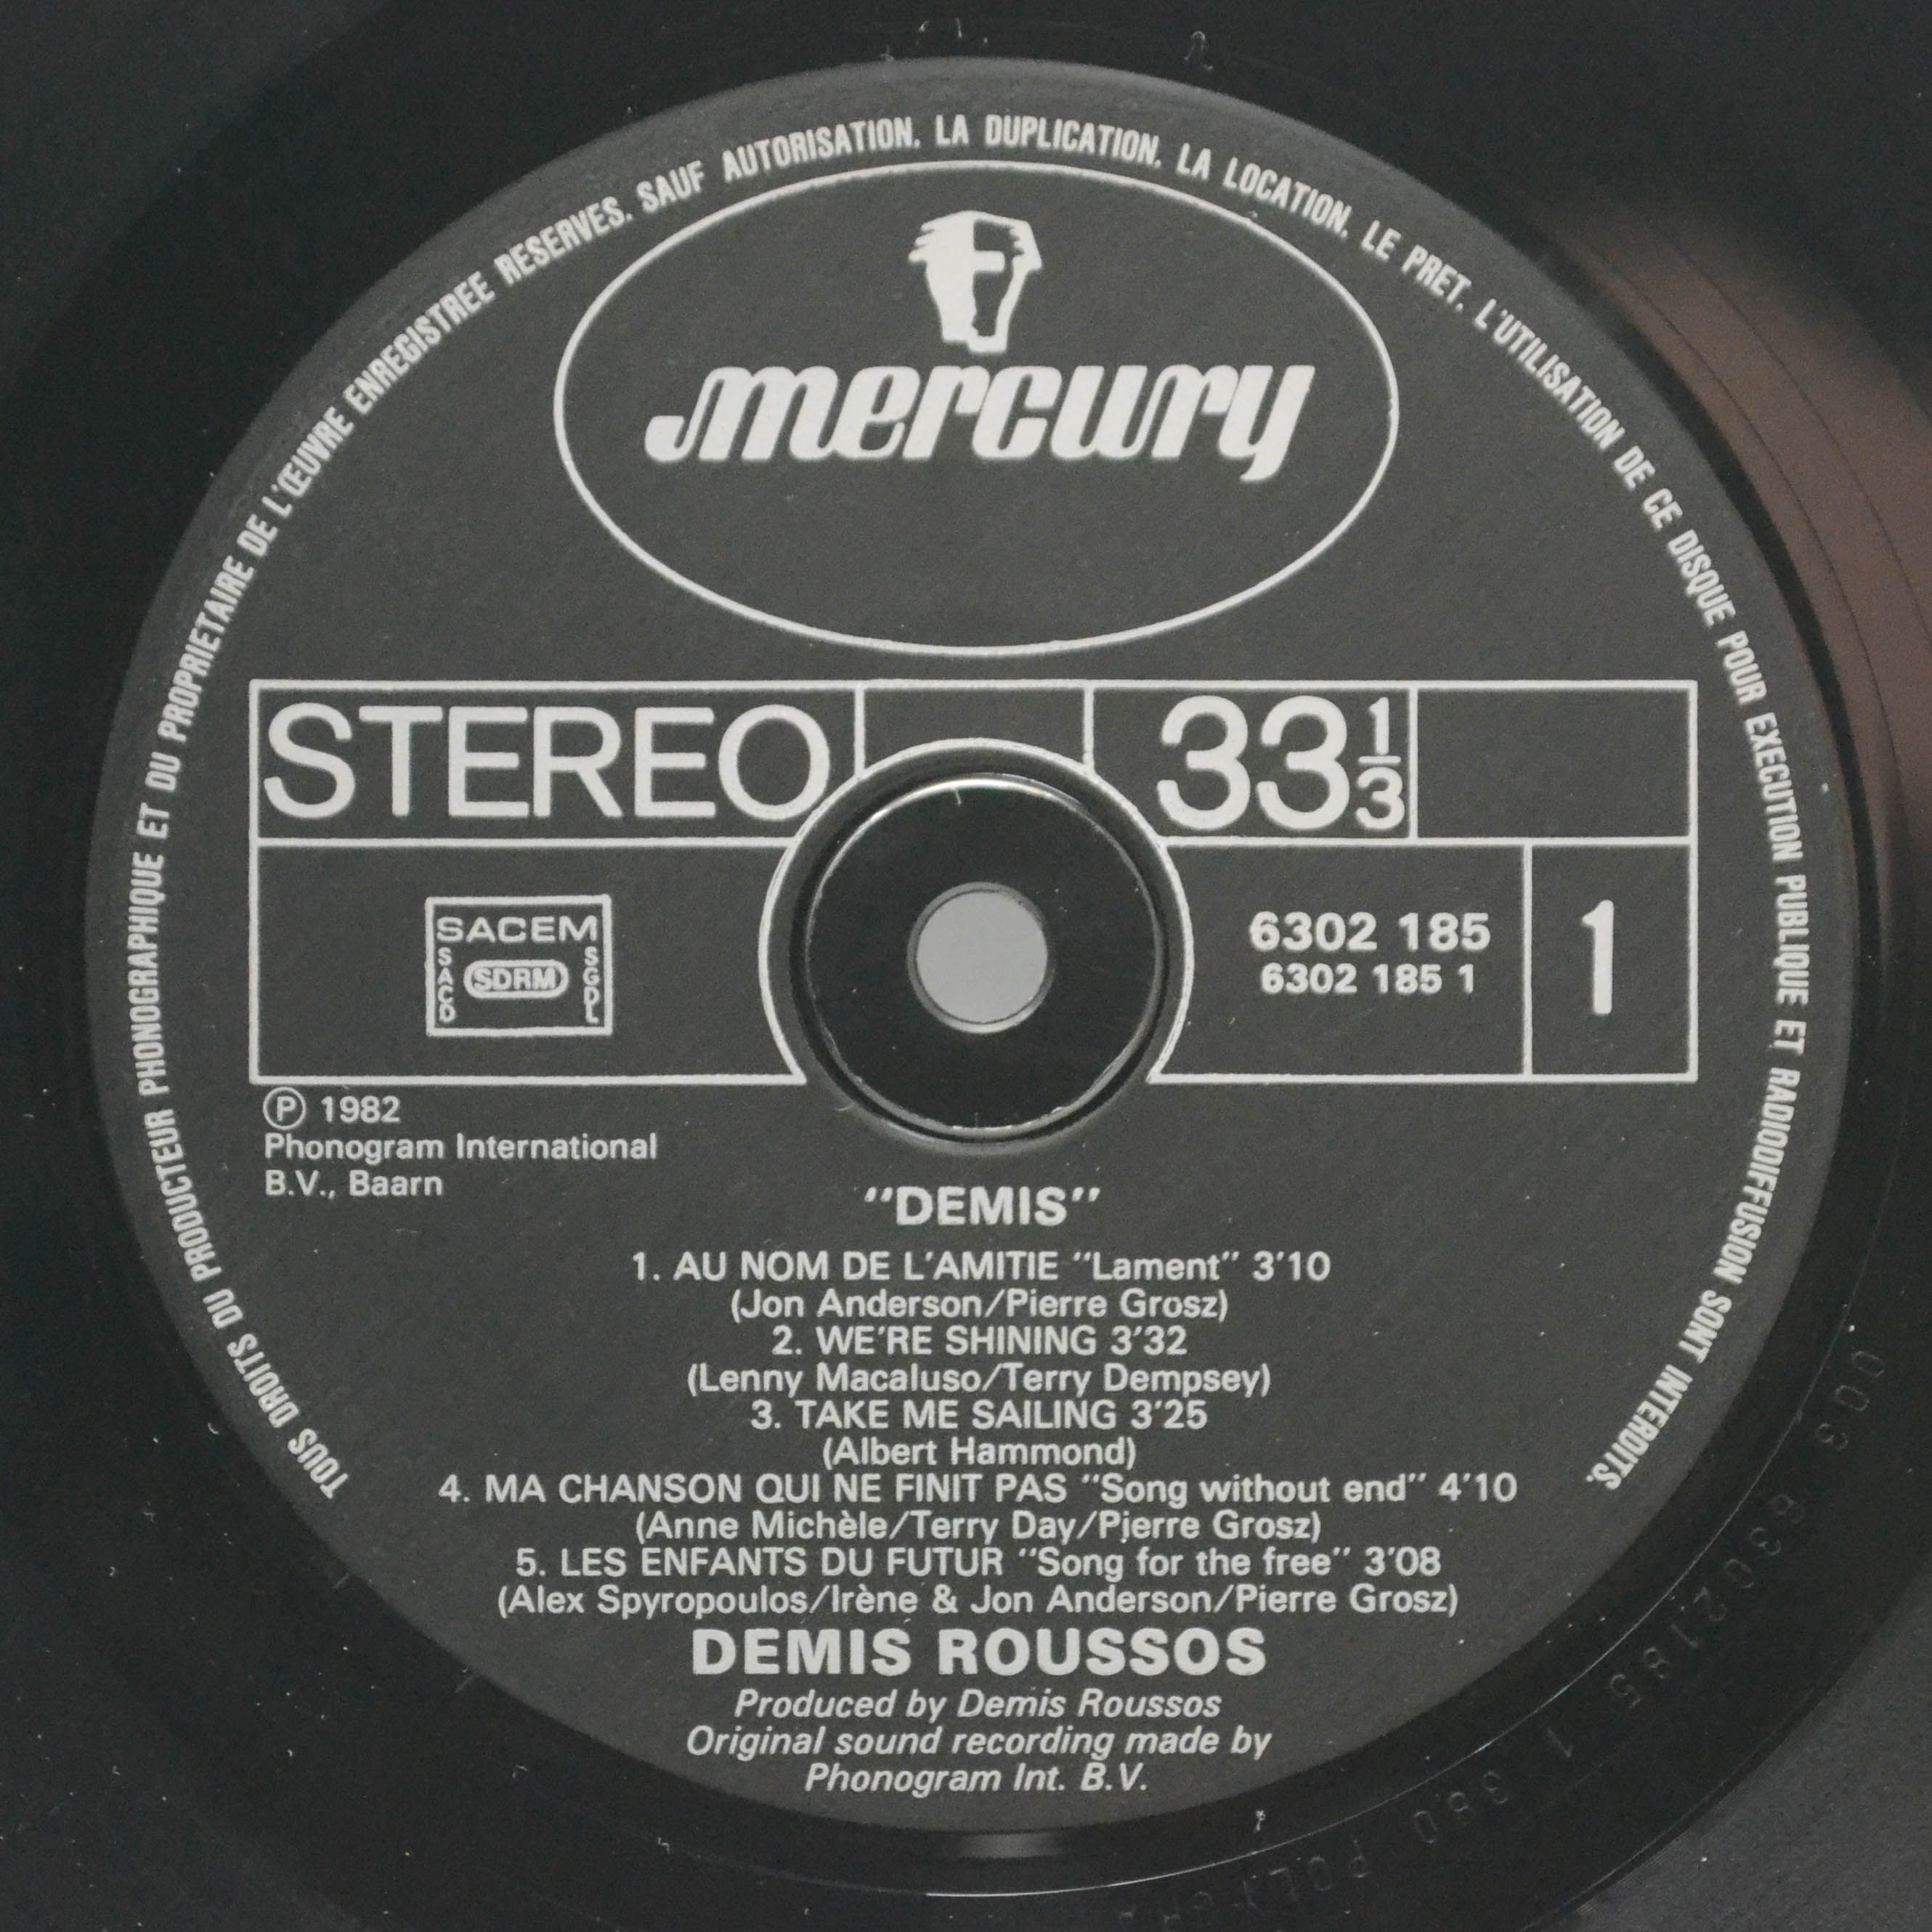 TOUS DROITS DU PRODUCTEUR PHONOGRAPHIQUE ET DU PROPRIETAIRE DE L'ŒUVRE ENREGISTREE RESERVES. SAUF AUTORISATION. LA DUPLICATION. LA LOCATION. LE PRET. L'UTILISATION DE CE DISQUE POUR EXECUTION PUBLIQUE ET RADIODIFFUSION SONT INTERDITS.
mercury
STEREO
33 1/3
SACEM
SACD
SDRM
SGDL
6302 185
6302 185 1
1
Ⓟ 1982
Phonogram International
B.V., Baarn
"DEMIS"
1. AU NOM DE L'AMITIE "Lament" 3'10
(Jon Anderson/Pierre Grosz)
2. WE'RE SHINING 3'32
(Lenny Macaluso/Terry Dempsey)
3. TAKE ME SAILING 3'25
(Albert Hammond)
4. MA CHANSON QUI NE FINIT PAS "Song without end" 4'10
(Anne Michèle/Terry Day/Pierre Grosz)
5. LES ENFANTS DU FUTUR "Song for the free" 3'08
(Alex Spyropoulos/Irène & Jon Anderson/Pierre Grosz)
DEMIS ROUSSOS
Produced by Demis Roussos
Original sound recording made by
Phonogram Int. B.V.